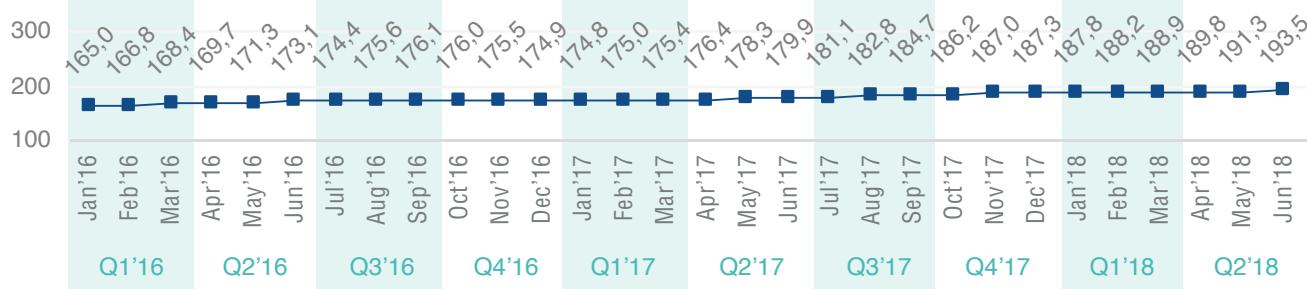 300
200
100
165,0 166,8 168,4 169,7 171,3 173,1 174,4 175,6 176,1 176,0 175,5 174,9 174,8 175,0 175,4 176,4 178,3 179,9 181,1 182,8 184,7 186,2 187,0 187,3 187,8 188,2 188,9 189,8 191,3 193,5
Jan’16 Feb’16 Mar’16 Apr’16 May’16 Jun’16 Jul’16 Aug’16 Sep’16 Oct’16 Nov’16 Dec’16 Jan’17 Feb’17 Mar’17 Apr’17 May’17 Jun’17 Jul’17 Aug’17 Sep’17 Oct’17 Nov’17 Dec’17 Jan’18 Feb’18 Mar’18 Apr’18 May’18 Jun’18
Q1’16 Q2’16 Q3’16 Q4’16 Q1’17 Q2’17 Q3’17 Q4’17 Q1’18 Q2’18